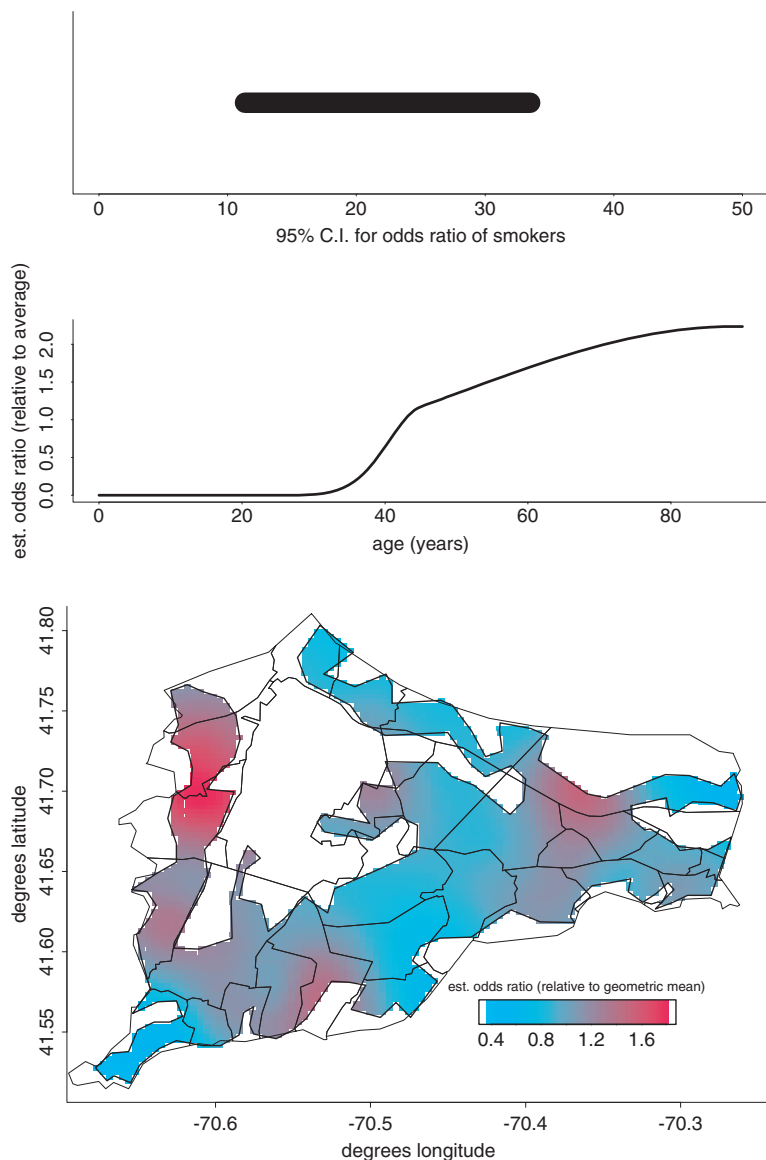 0 10 20 30 40 50
95% C.I. for odds ratio of smokers
est. odds ratio (relative to average)
2.0
1.5
1.0
0.5
0.0
0 20 40 60 80
age (years)
degrees latitude
41.80
41.75
41.70
41.65
41.60
41.55
est. odds ratio (relative to geometric mean)
0.4 0.8 1.2 1.6
-70.6 -70.5 -70.4 -70.3
degrees longitude